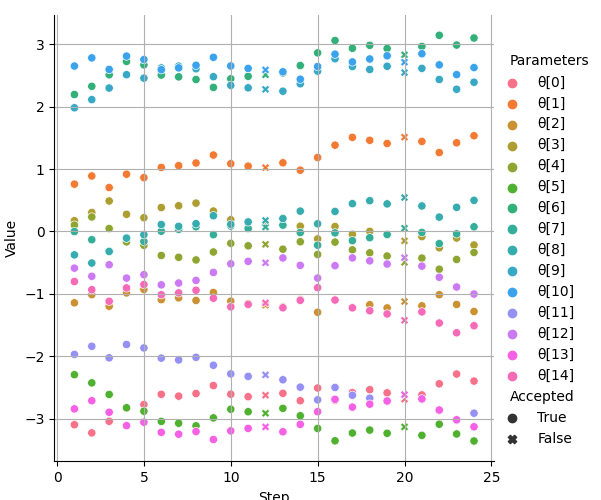 3
2
1
0
−1
−2
−3
0
5
10
15
20
25
Value
Step
Parameters
θ[0]
θ[1]
θ[2]
θ[3]
θ[4]
θ[5]
θ[6]
θ[7]
θ[8]
θ[9]
θ[10]
θ[11]
θ[12]
θ[13]
θ[14]
Accepted
True
False